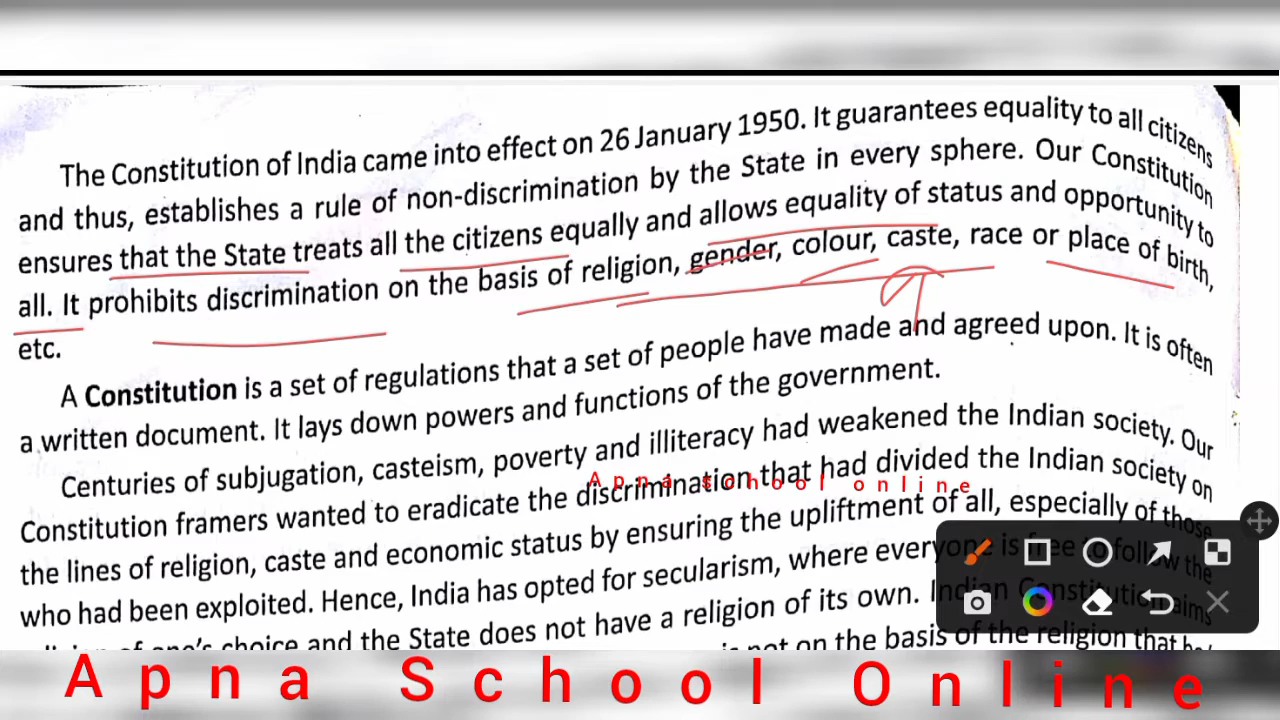 The Constitution of India came into effect on 26 January 1950. It guarantees equality to all citizens
and thus, establishes a rule of non-discrimination by the State in every sphere. Our Constitution
ensures that the State treats all the citizens equally and allows equality of status and opportunity to
all. It prohibits discrimination on the basis of religion, gender, colour, caste, race or place of birth,
etc.
A Constitution is a set of regulations that a set of people have made and agreed upon. It is often
a written document. It lays down powers and functions of the government.
Centuries of subjugation, casteism, poverty and illiteracy had weakened the Indian society. Our
Constitution framers wanted to eradicate the discrimination that had divided the Indian society on
Apna school online
the lines of religion, caste and economic status by ensuring the upliftment of all, especially of those
who had been exploited. Hence, India has opted for secularism, where everyone is free to follow the
religion of one's choice and the State does not have a religion of its own. Indian Constitution aims
is not on the basis of the religion that
Apna School Online